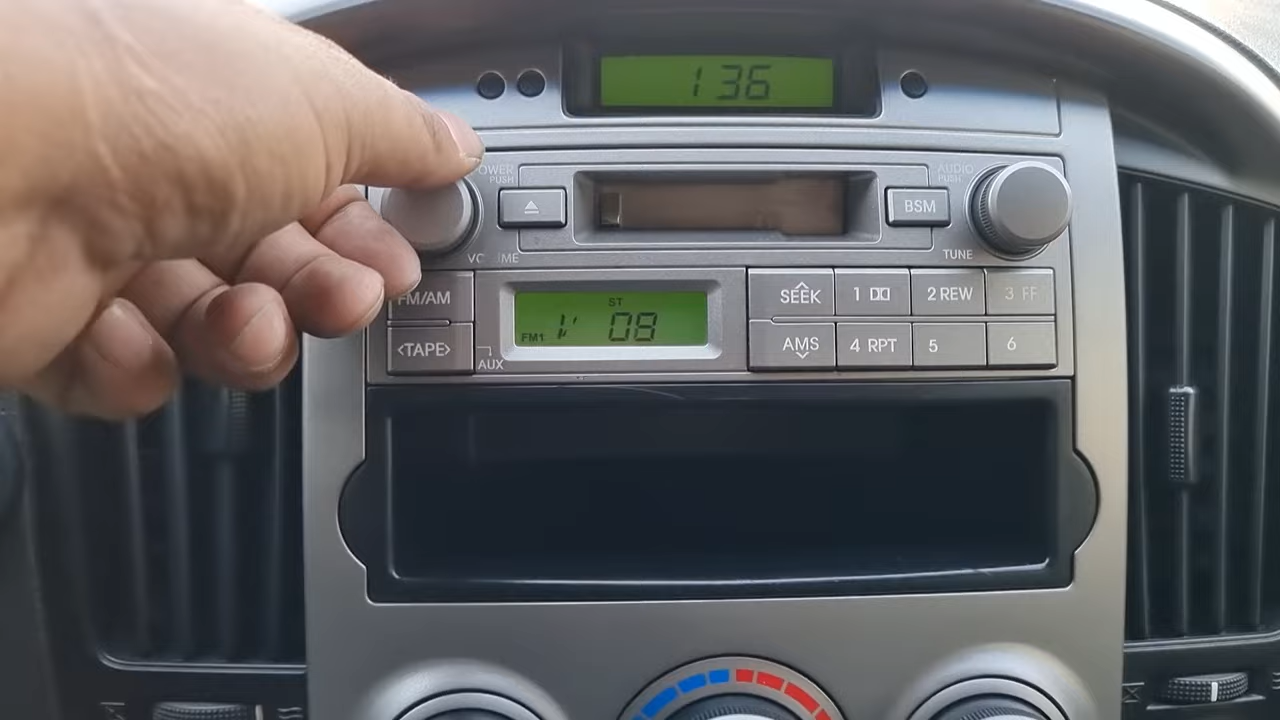 1 36
POWER
PUSH
AUDIO
PUSH
BSM
VOLUME
TUNE
FM/AM
<TAPE>
AUX
ST
FM1
08
SEEK
1
2 REW
3 FF
AMS
4 RPT
5
6